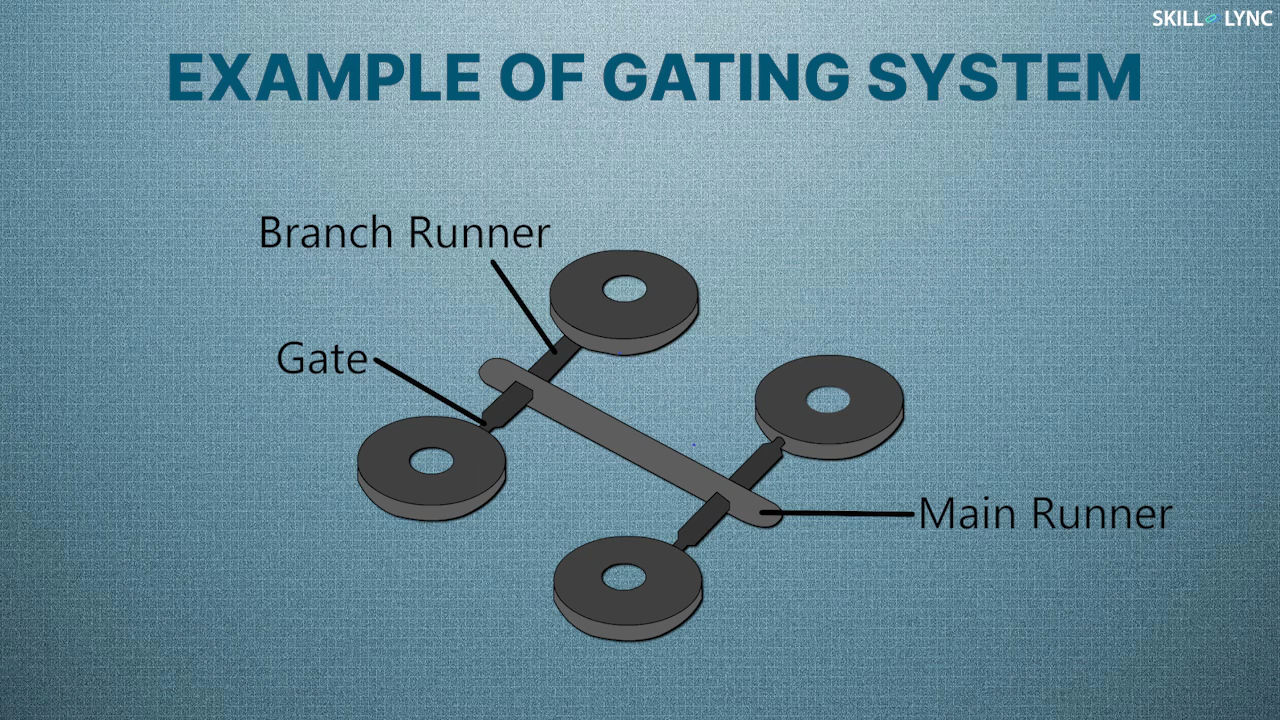 SKILL LYNC
EXAMPLE OF GATING SYSTEM
Branch Runner
Gate
Main Runner